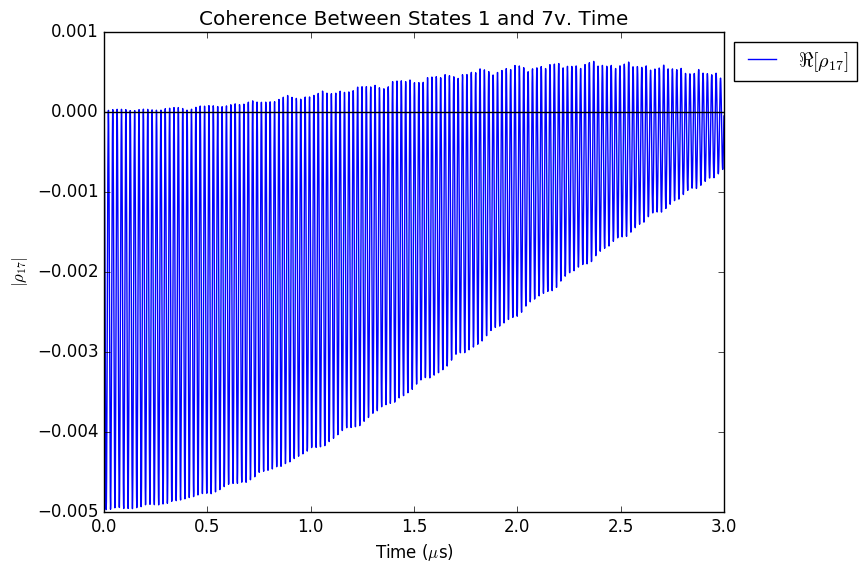 Coherence Between States 1 and 7v. Time
0.001
0.000
−0.001
−0.002
−0.003
−0.004
−0.005
|ρ₁₇|
0.0 0.5 1.0 1.5 2.0 2.5 3.0
Time (μs)
ℜ[ρ₁₇]